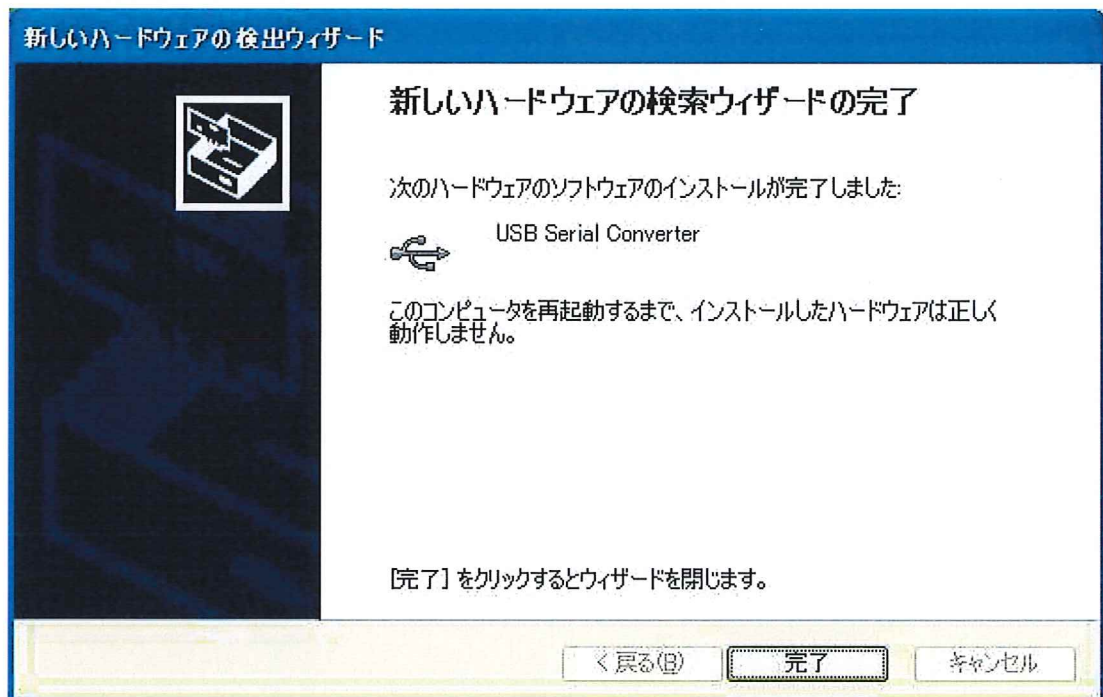 新しいハードウェアの検出ウィザード
新しいハードウェアの検索ウィザードの完了
次のハードウェアのソフトウェアのインストールが完了しました:
USB Serial Converter
このコンピュータを再起動するまで、インストールしたハードウェアは正しく
動作しません。
[完了] をクリックするとウィザードを閉じます。
< 戻る(B) 完了 キャンセル